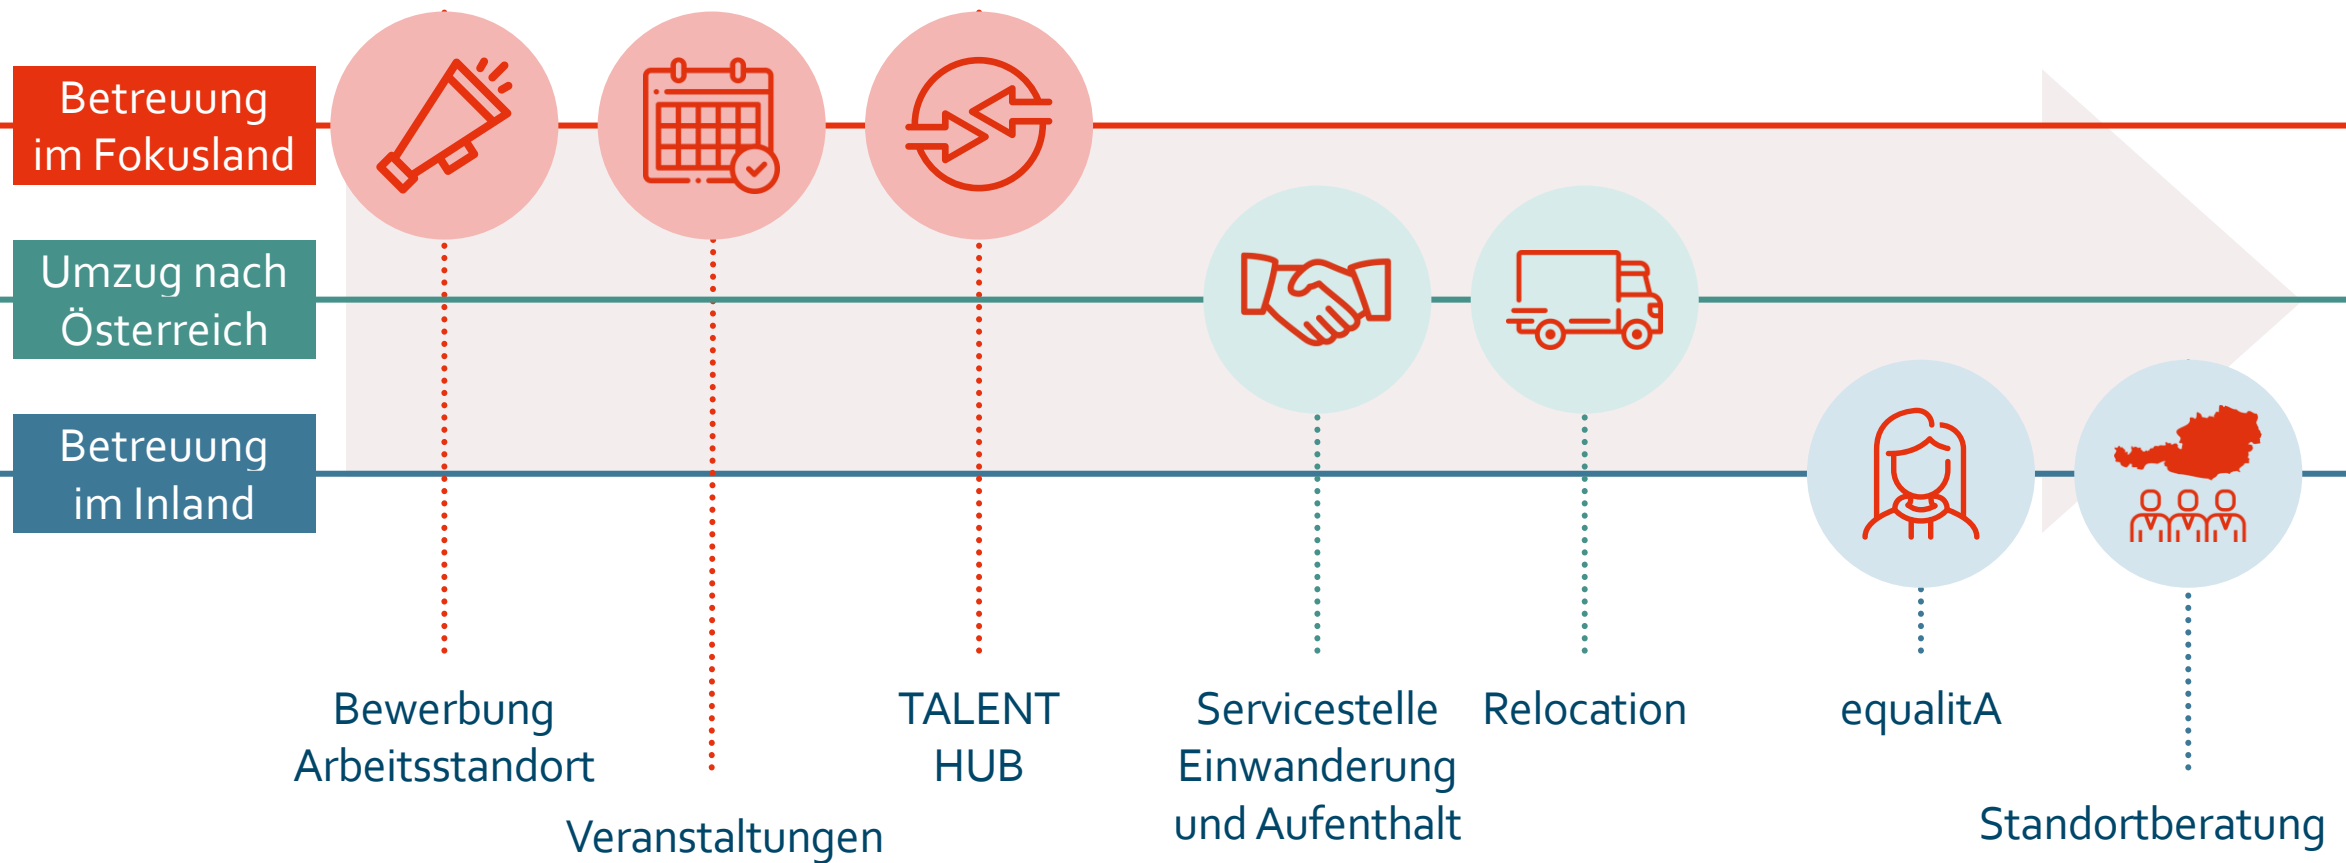 Betreuung
im Fokusland
Umzug nach
Österreich
Betreuung
im Inland
Bewerbung
Arbeitsstandort
Veranstaltungen
TALENT
HUB
Servicestelle
Einwanderung
und Aufenthalt
Relocation
equalitA
Standortberatung